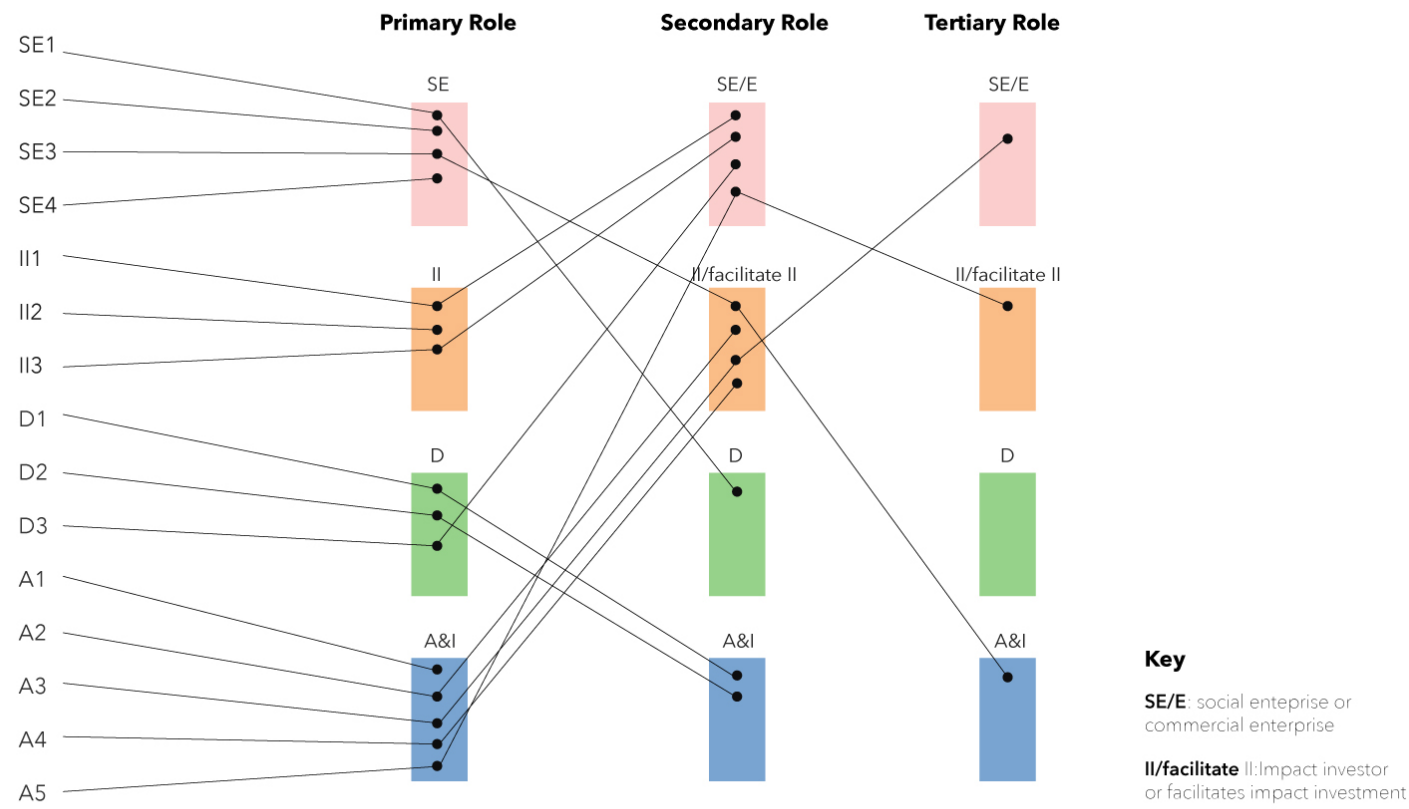 Primary Role
Secondary Role
Tertiary Role
SE1
SE2
SE3
SE4
II1
II2
II3
D1
D2
D3
A1
A2
A3
A4
A5
SE
II
D
A&I
SE/E
II/facilitate II
D
A&I
SE/E
II/facilitate II
D
A&I
Key
SE/E: social enteprise or
commercial enterprise
II/facilitate II:Impact investor
or facilitates impact investment